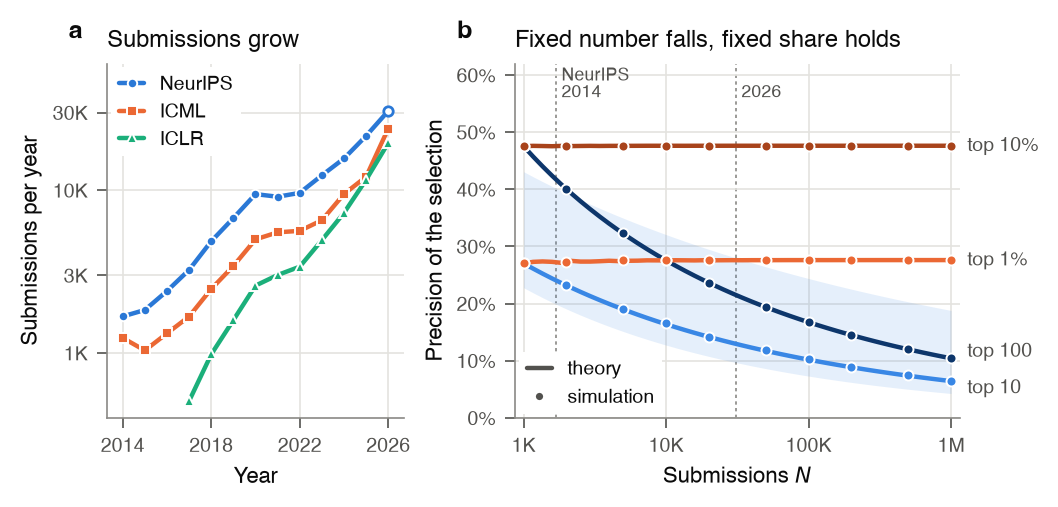 a
Submissions grow
NeurIPS
ICML
ICLR
30K
10K
3K
1K
2014
2018
2022
2026
Year
Submissions per year
b
Fixed number falls, fixed share holds
NeurIPS
2014
2026
60%
50%
40%
30%
20%
10%
0%
Precision of the selection
top 10%
top 1%
top 100
top 10
theory
simulation
1K
10K
100K
1M
Submissions N